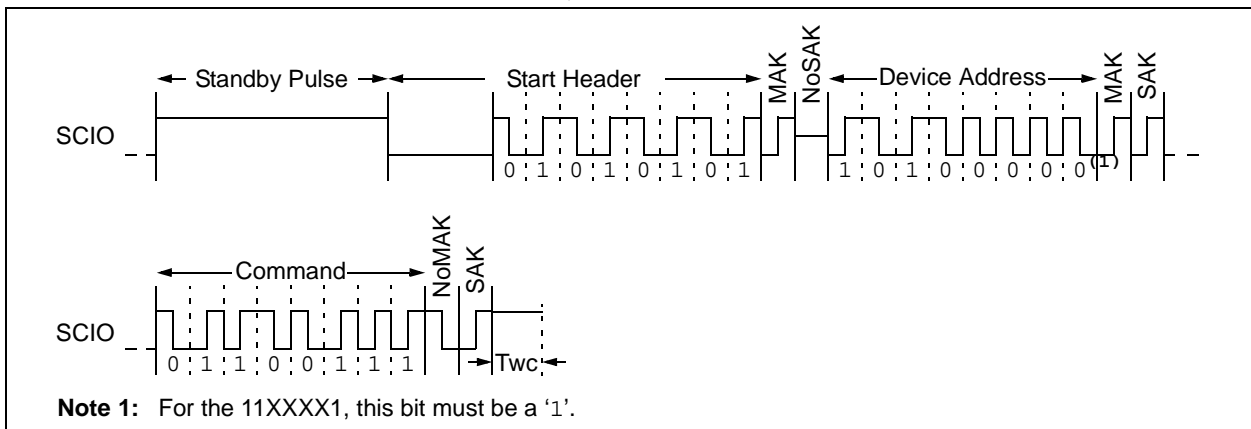 Standby Pulse Start Header MAK NoSAK Device Address MAK SAK
SCIO
0 1 0 1 0 1 0 1 1 0 1 0 0 0 0 0(1)
Command NoMAK SAK
SCIO
0 1 1 0 0 1 1 1 Twc
Note 1: For the 11XXXX1, this bit must be a ‘1’.